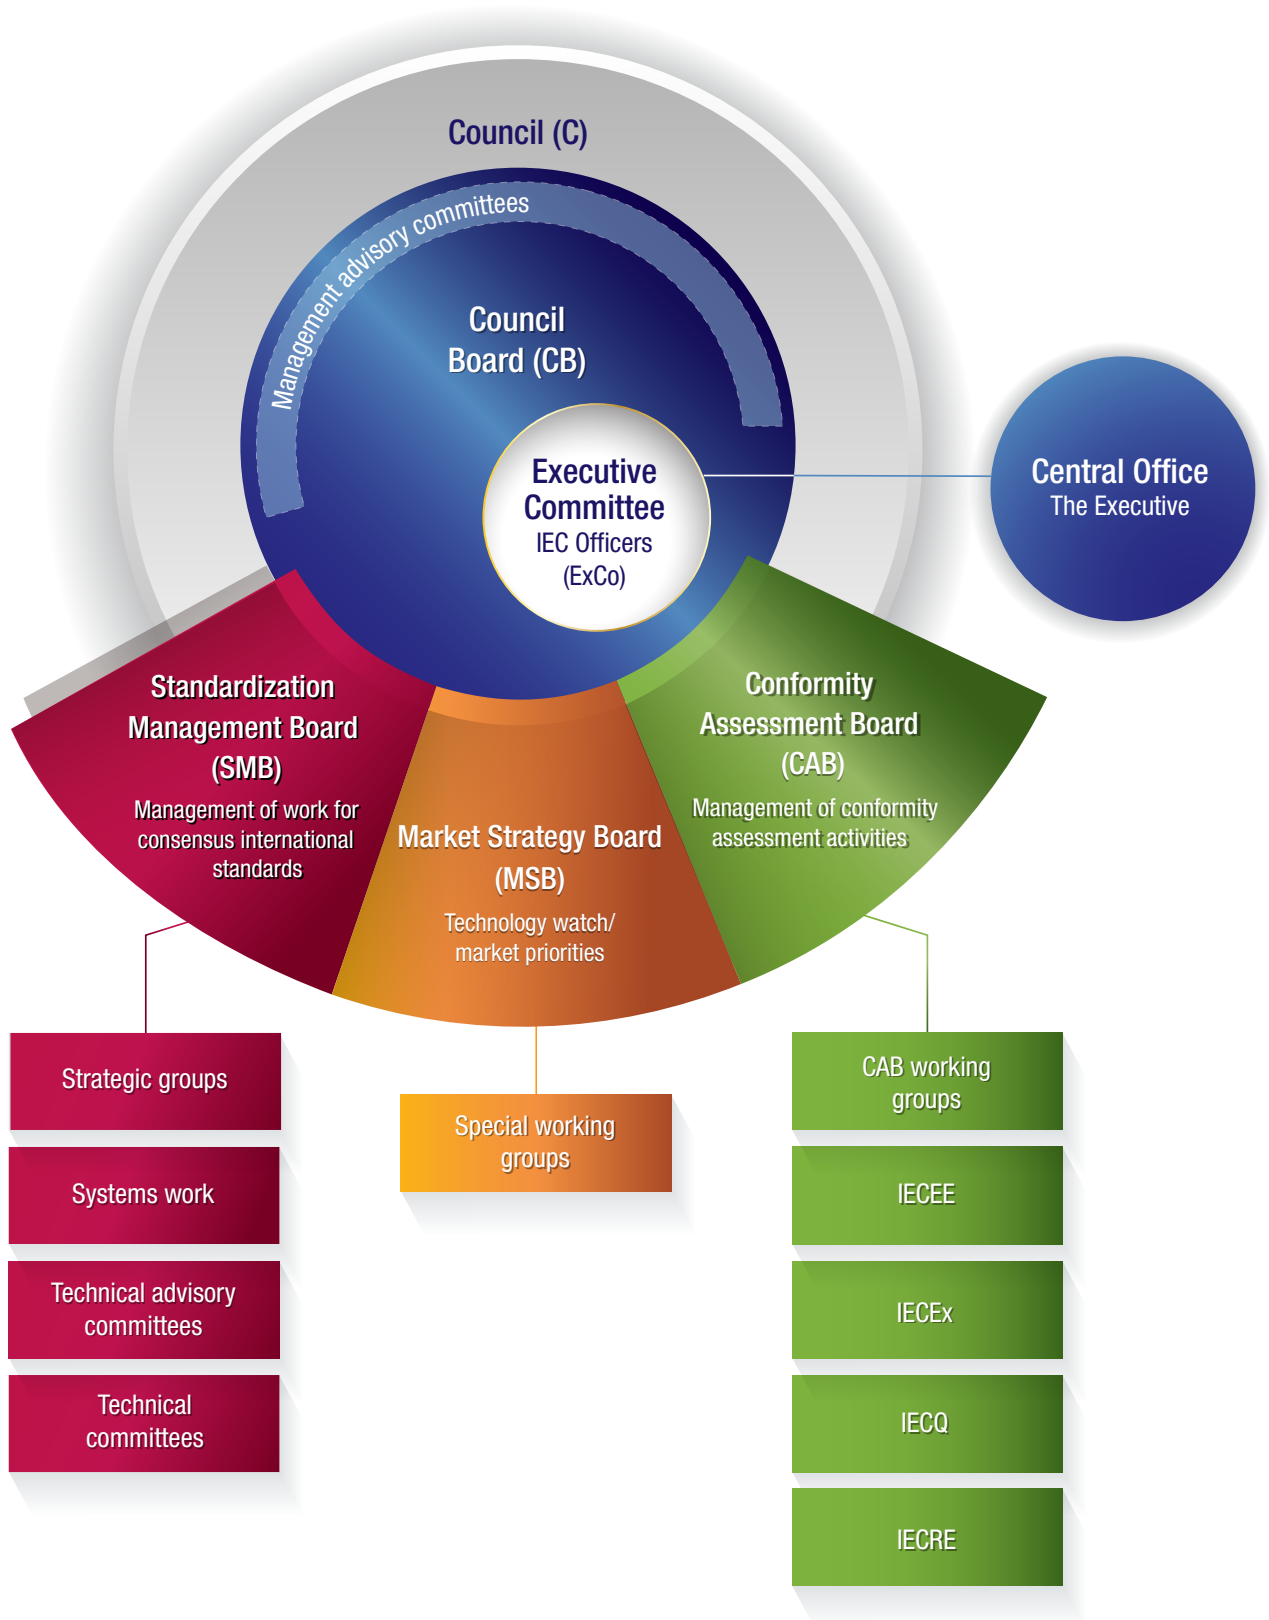 Council (C)
Management advisory committees
Council
Board (CB)
Executive
Committee
IEC Officers
(ExCo)
Central Office
The Executive
Standardization
Management Board
(SMB)
Management of work for
consensus international
standards
Market Strategy Board
(MSB)
Technology watch/
market priorities
Conformity
Assessment Board
(CAB)
Management of conformity
assessment activities
Strategic groups
Systems work
Technical advisory
committees
Technical
committees
Special working
groups
CAB working
groups
IECEE
IECEx
IECQ
IECRE